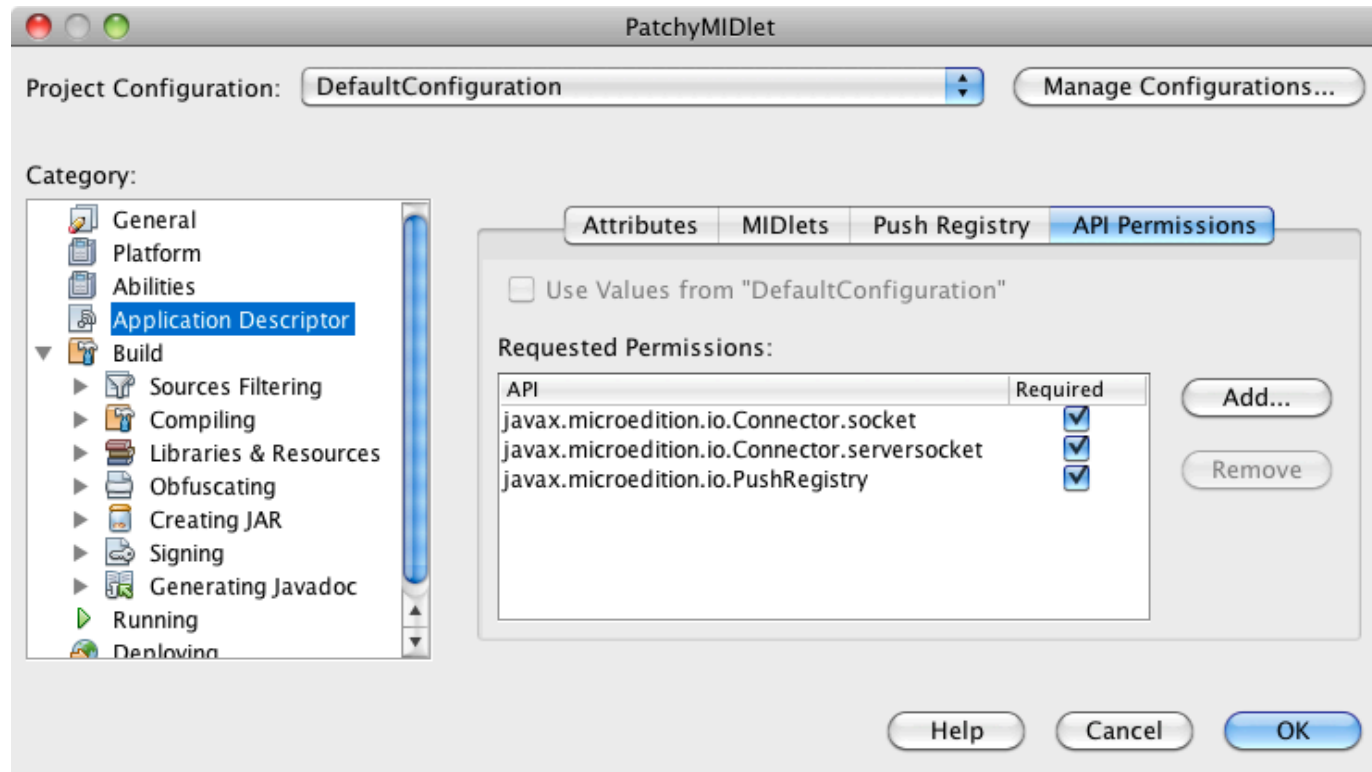 PatchyMIDlet
Project Configuration: DefaultConfiguration Manage Configurations...
Category:
General
Platform
Abilities
Application Descriptor
Build
Sources Filtering
Compiling
Libraries & Resources
Obfuscating
Creating JAR
Signing
Generating Javadoc
Running
Deploying
Attributes MIDlets Push Registry API Permissions
Use Values from "DefaultConfiguration"
Requested Permissions:
API Required
javax.microedition.io.Connector.socket
javax.microedition.io.Connector.serversocket
javax.microedition.io.PushRegistry
Add...
Remove
Help Cancel OK